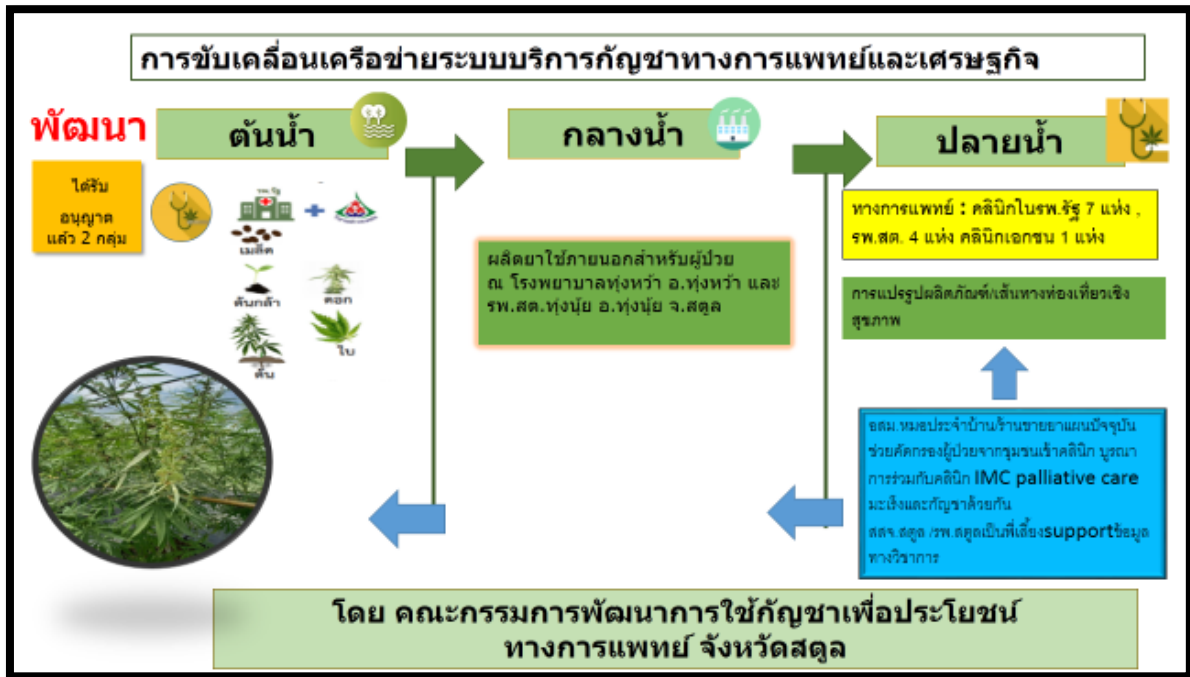 การขับเคลื่อนเครือข่ายระบบบริการกัญชาทางการแพทย์และเศรษฐกิจ
พัฒนา
ต้นน้ำ
กลางน้ำ
ปลายน้ำ
ได้รับ
อนุญาต
แล้ว 2 กลุ่ม
รพ.รัฐ
เมล็ด
ต้นกล้า
ดอก
ต้น
ใบ
ผลิตยาใช้ภายนอกสำหรับผู้ป่วย
ณ โรงพยาบาลทุ่งหว้า อ.ทุ่งหว้า และ
รพ.สต.ทุ่งนุ้ย อ.ทุ่งนุ้ย จ.สตูล
ทางการแพทย์ : คลินิกในรพ.รัฐ 7 แห่ง ,
รพ.สต. 4 แห่ง คลินิกเอกชน 1 แห่ง
การแปรรูปผลิตภัณฑ์/เส้นทางท่องเที่ยวเชิง
สุขภาพ
อสม.หมอประจำบ้าน/ร้านขายยาแผนปัจจุบัน
ช่วยคัดกรองผู้ป่วยจากชุมชนเข้าคลินิก บูรณา
การร่วมกับคลินิก IMC palliative care
มะเร็งและกัญชาด้วยกัน
สสจ.สตูล /รพ.สตูลเป็นพี่เลี้ยงsupportข้อมูล
ทางวิชาการ
โดย คณะกรรมการพัฒนาการใช้กัญชาเพื่อประโยชน์
ทางการแพทย์ จังหวัดสตูล